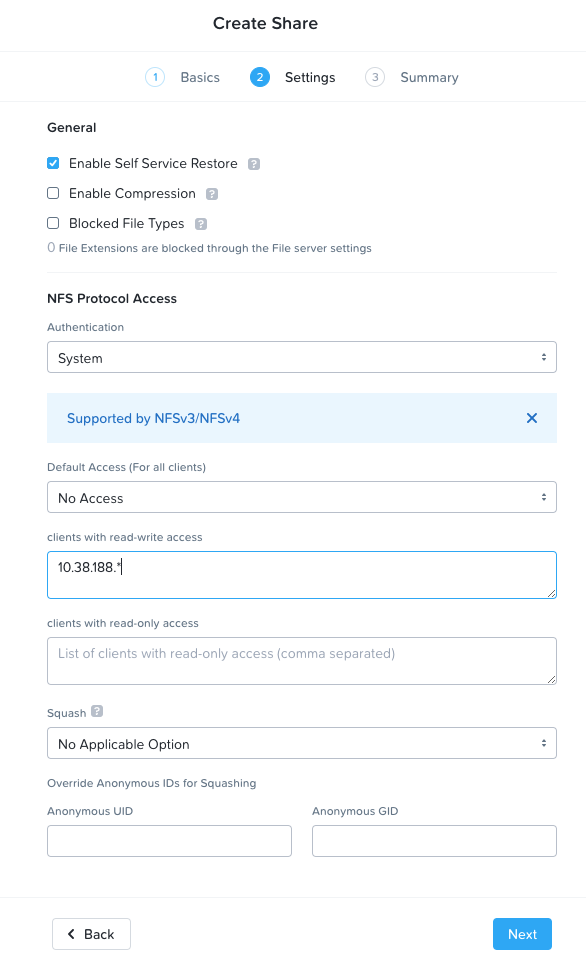 Create Share
1 Basics 2 Settings 3 Summary
General
Enable Self Service Restore ?
Enable Compression ?
Blocked File Types ?
0 File Extensions are blocked through the File server settings
NFS Protocol Access
Authentication
System
Supported by NFSv3/NFSv4
Default Access (For all clients)
No Access
clients with read-write access
10.38.188.*
clients with read-only access
List of clients with read-only access (comma separated)
Squash ?
No Applicable Option
Override Anonymous IDs for Squashing
Anonymous UID Anonymous GID
Back Next